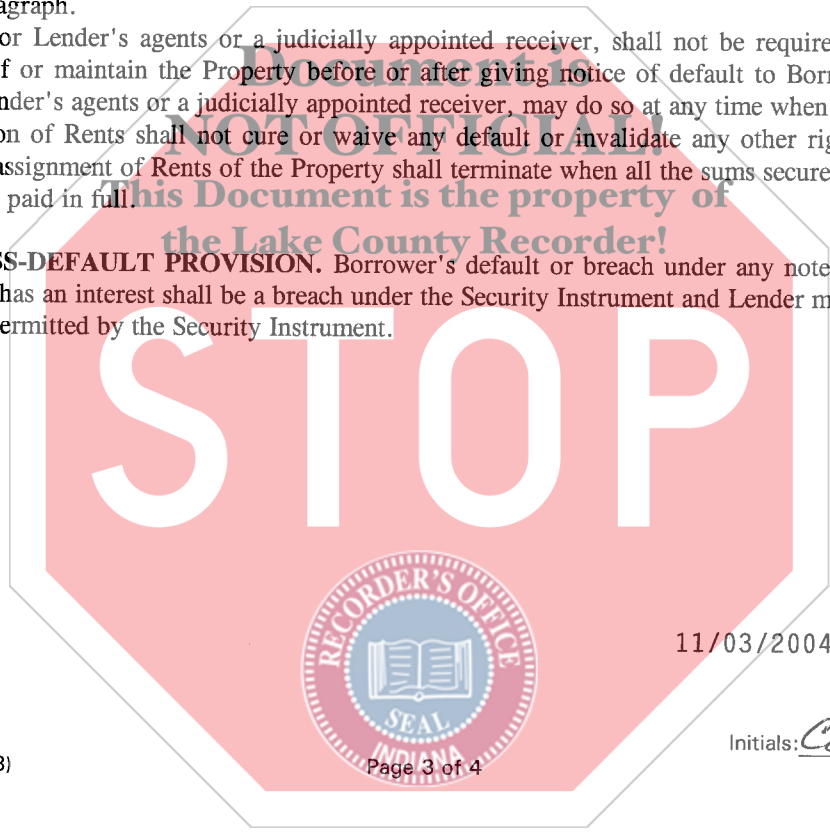 agraph.
or Lender's agents or a judicially appointed receiver, shall not be require
f or maintain the Property before or after giving notice of default to Borr
nder's agents or a judicially appointed receiver, may do so at any time when
on of Rents shall not cure or waive any default or invalidate any other rig
assignment of Rents of the Property shall terminate when all the sums secure
paid in full.
Document is
NOT OFFICIAL!
This Document is the property of
the Lake County Recorder!
SS-DEFAULT PROVISION. Borrower's default or breach under any note
has an interest shall be a breach under the Security Instrument and Lender m
ermitted by the Security Instrument.
STOP
RECORDER'S OFFICE
SEAL
INDIANA
11/03/2004
Initials:
3)
Page 3 of 4